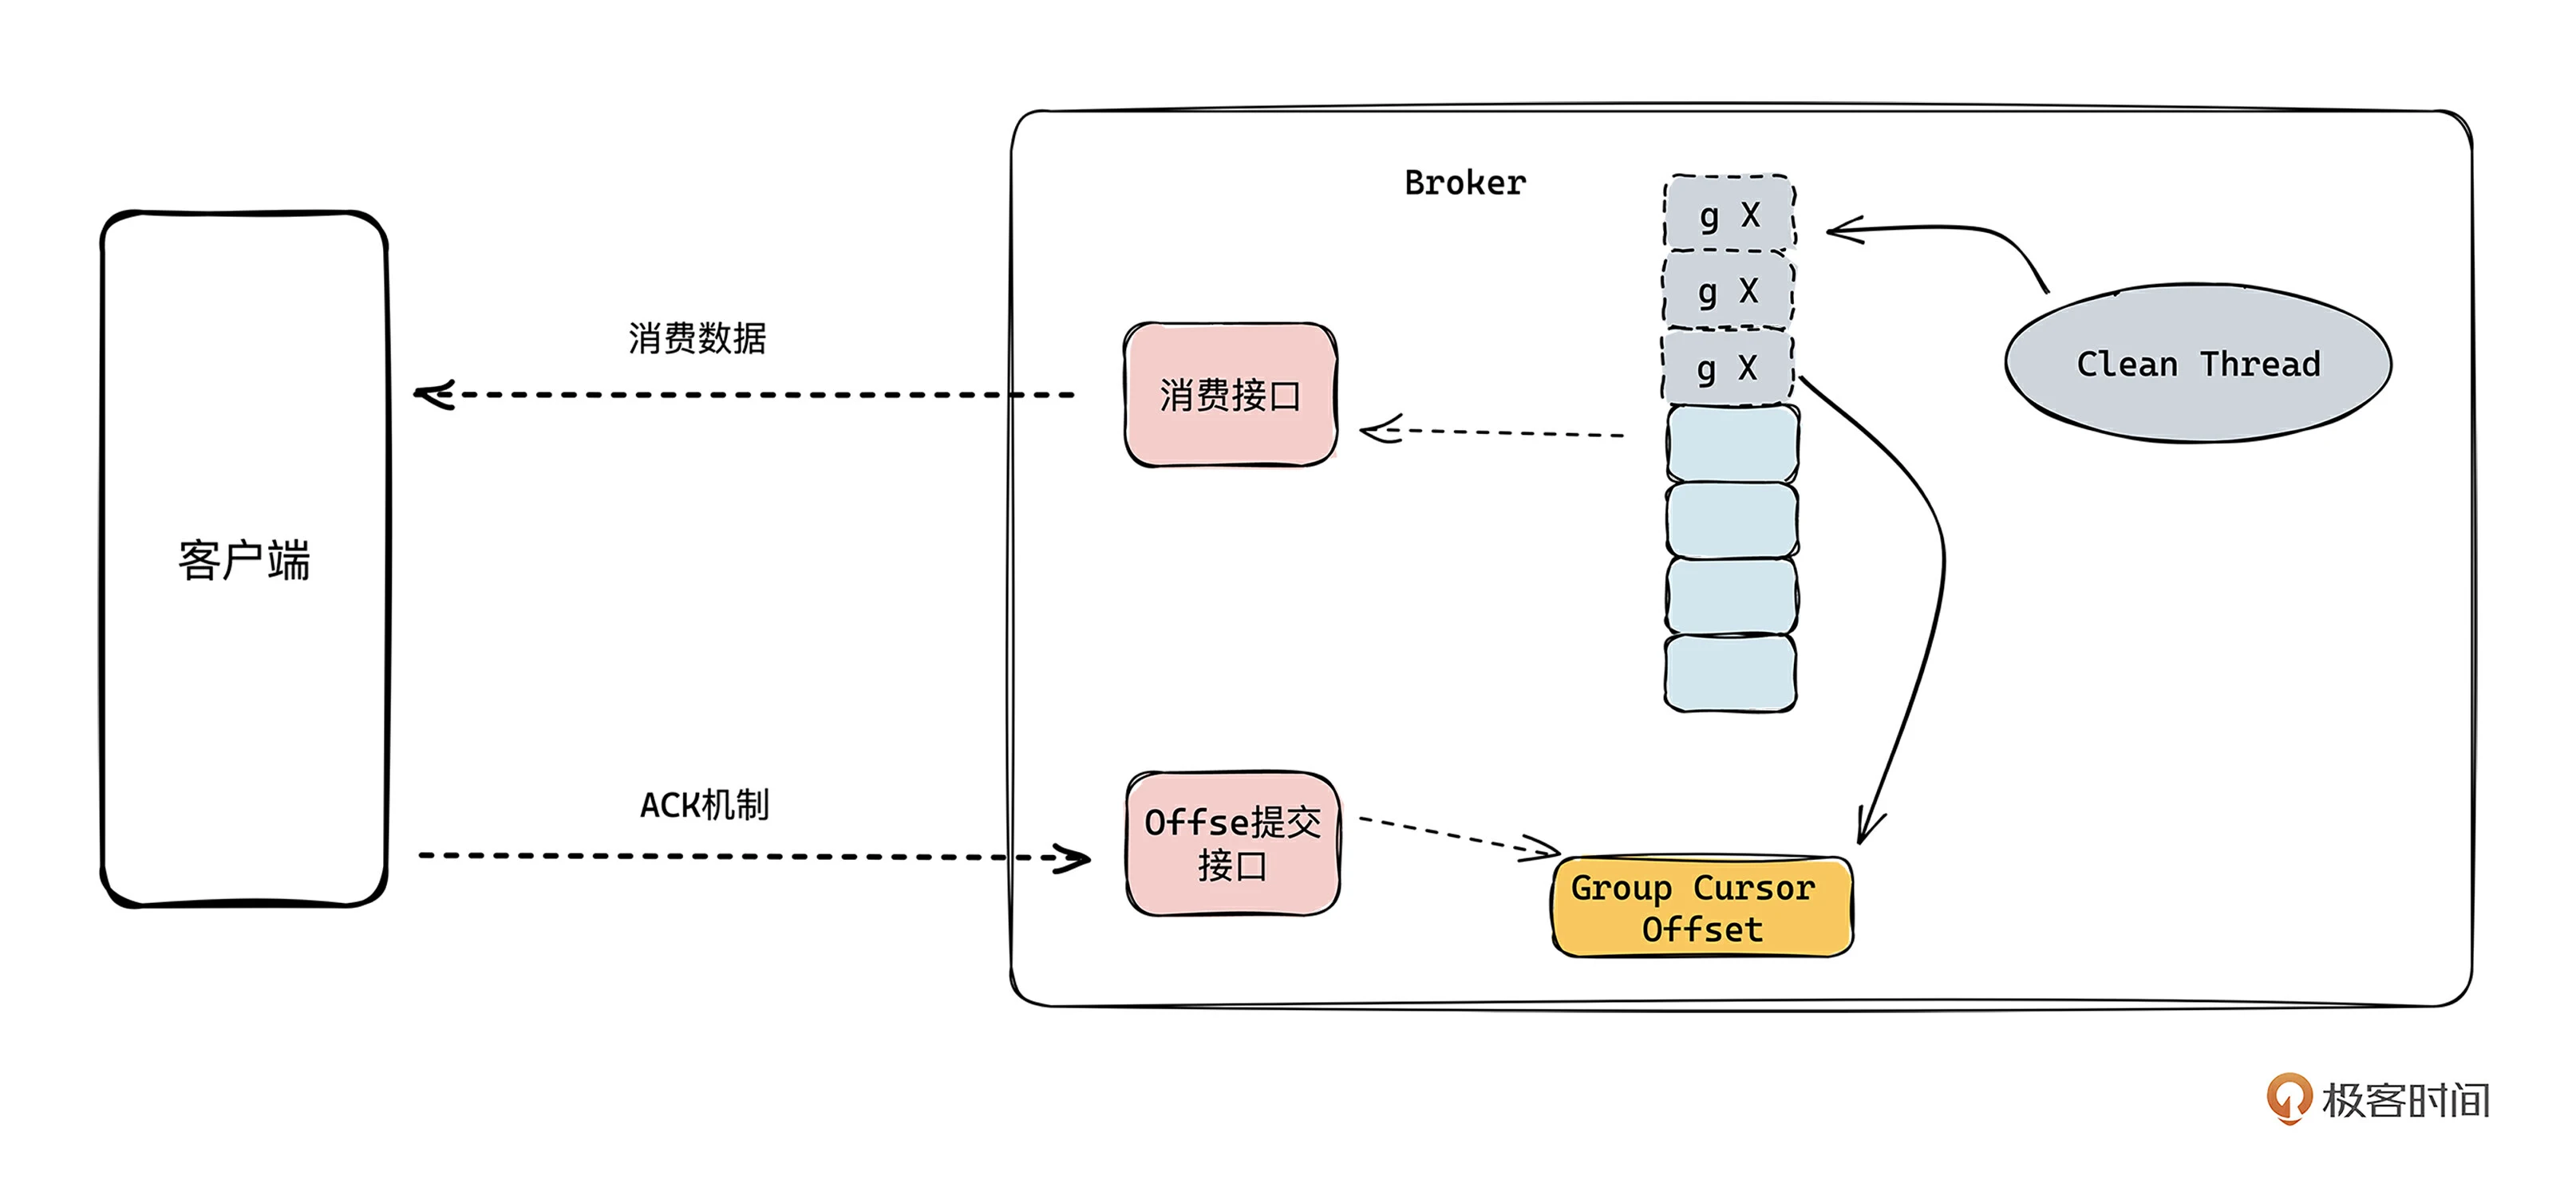 Broker
g X
g X
g X
Clean Thread
消费数据
消费接口
客户端
ACK机制
Offse提交
接口
Group Cursor
Offset
极客时间